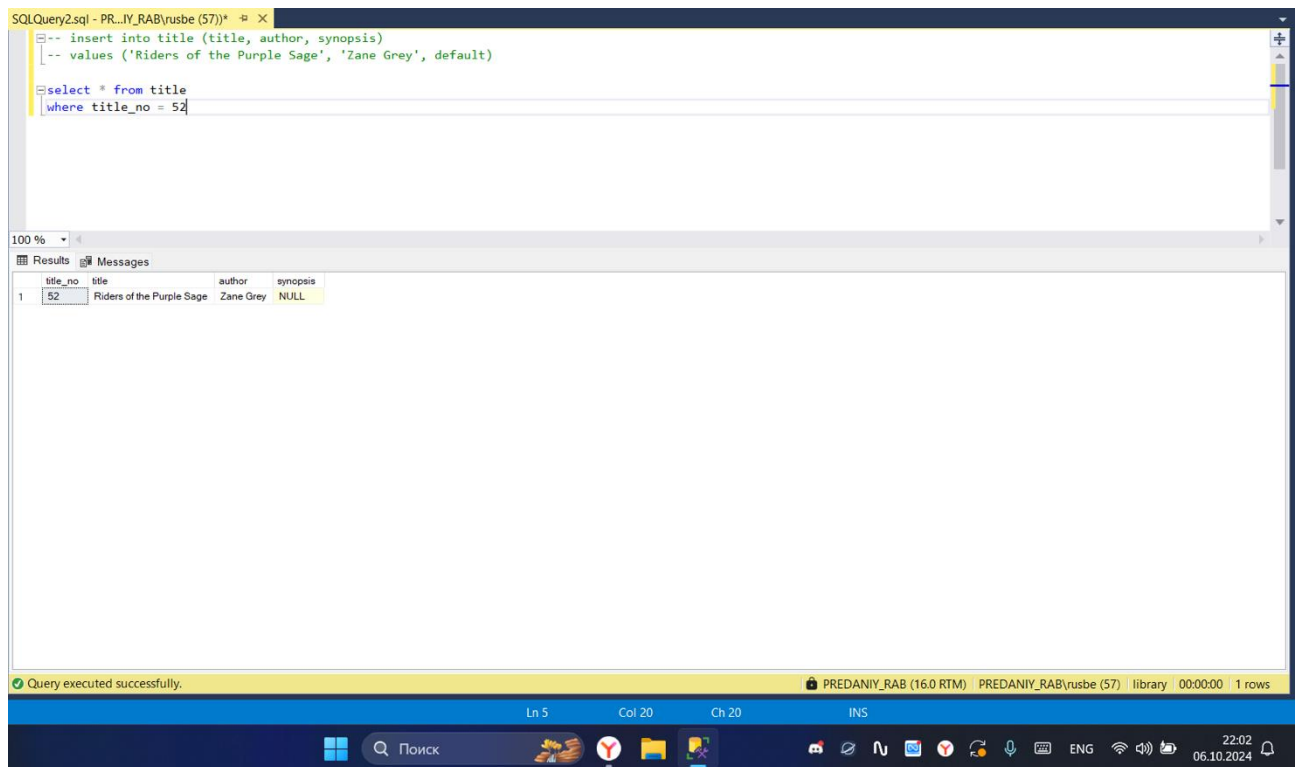 SQLQuery2.sql - PR...IY_RAB\rusbe (57))*
-- insert into title (title, author, synopsis)
-- values ('Riders of the Purple Sage', 'Zane Grey', default)
select * from title
where title_no = 52
100 %
Results Messages
title_no title author synopsis
1 52 Riders of the Purple Sage Zane Grey NULL
Query executed successfully. PREDANIY_RAB (16.0 RTM) PREDANIY_RAB\rusbe (57) library 00:00:00 1 rows
Ln 5 Col 20 Ch 20 INS
Поиск ENG 22:02
06.10.2024